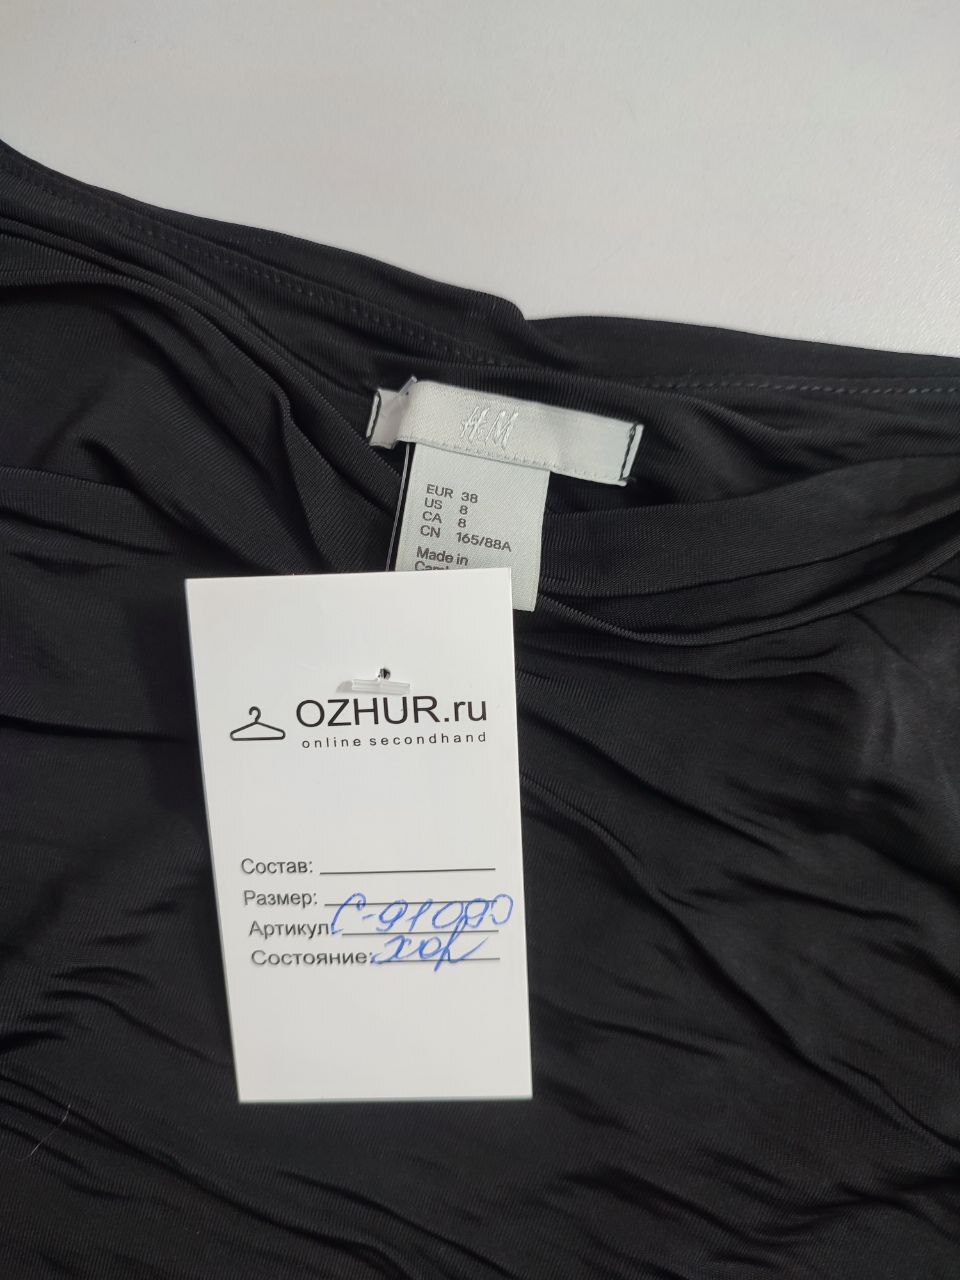 H&M
EUR 38
US 8
CA 8
CN 165/88A
Made in
OZHUR.ru
online secondhand
Состав:
Размер:
Артикул:
Состояние: хор